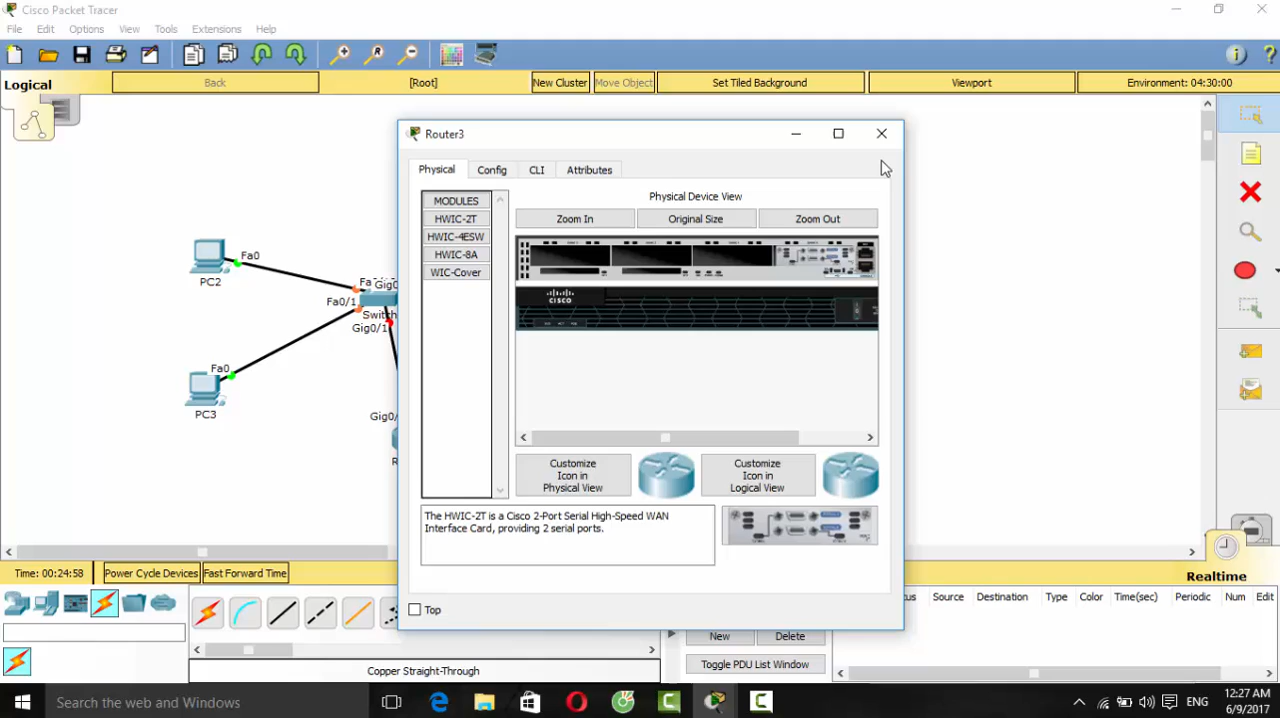 Cisco Packet Tracer
File Edit Options View Tools Extensions Help
Logical
Back
[Root]
New Cluster
Move Object
Set Tiled Background
Viewport
Environment: 04:30:00
Router3
Physical
Config
CLI
Attributes
MODULES
HWIC-2T
HWIC-4ESW
HWIC-8A
WIC-Cover
Physical Device View
Zoom In
Original Size
Zoom Out
CISCO
Customize
Icon in
Physical View
Customize
Icon in
Logical View
The HWIC-2T is a Cisco 2-Port Serial High-Speed WAN
Interface Card, providing 2 serial ports.
Top
Fa0
PC2
Fa
Gig0
Fa0/1
Switch
Gig0/1
Fa0
PC3
Gig0/
R
Time: 00:24:58
Power Cycle Devices
Fast Forward Time
Realtime
Copper Straight-Through
us
Source
Destination
Type
Color
Time(sec)
Periodic
Num
Edit
New
Delete
Toggle PDU List Window
Search the web and Windows
ENG
12:27 AM
6/9/2017